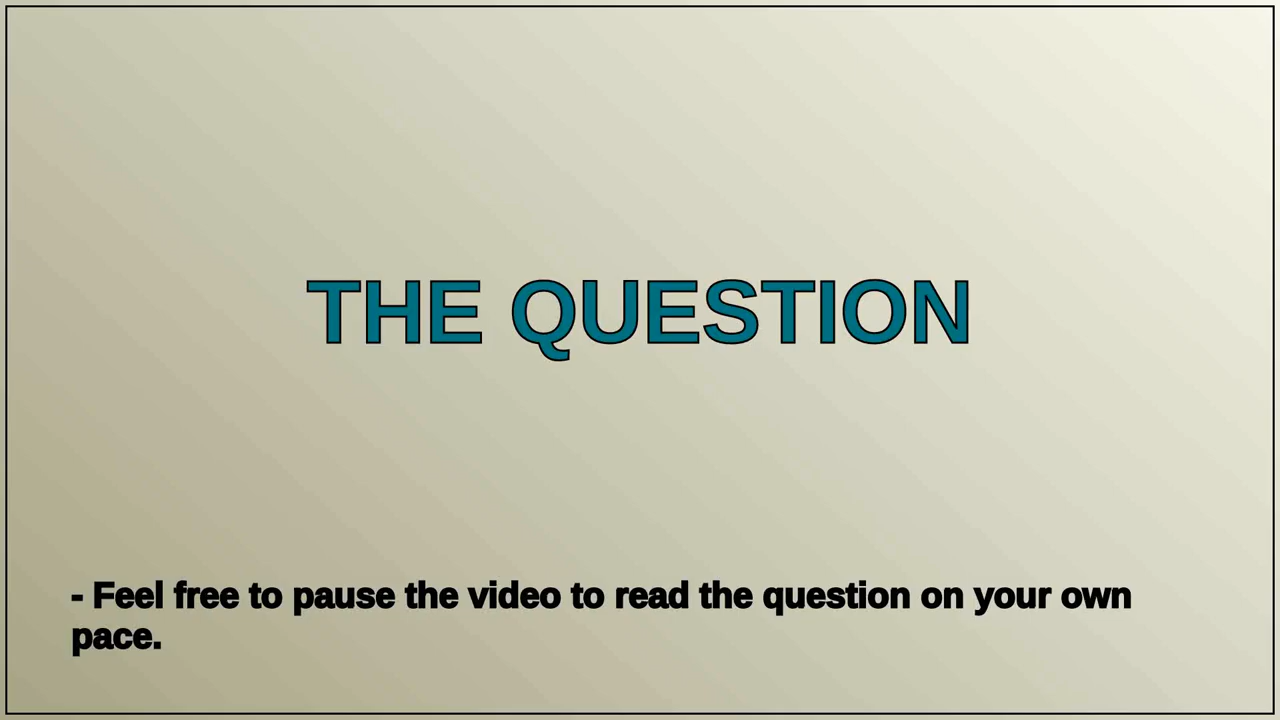 THE QUESTION
- Feel free to pause the video to read the question on your own
pace.